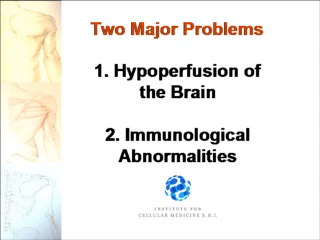 Two Major Problems
1. Hypoperfusion of
the Brain
2. Immunological
Abnormalities
INSTITUTE FOR
CELLULAR MEDICINE S.R.L